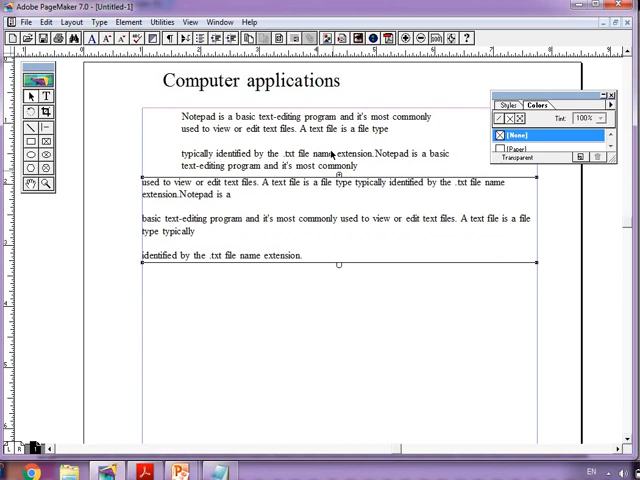 Adobe PageMaker 7.0 - [Untitled-1]
File Edit Layout Type Element Utilities View Window Help
Computer applications
Notepad is a basic text-editing program and it's most commonly
used to view or edit text files. A text file is a file type
typically identified by the .txt file name extension.Notepad is a basic
text-editing program and it's most commonly
used to view or edit text files. A text file is a file type typically identified by the .txt file name
extension.Notepad is a
basic text-editing program and it's most commonly used to view or edit text files. A text file is a file
type typically
identified by the .txt file name extension.
Styles Colors
Tint: 100%
[None]
[Paper]
Transparent
L R 1
EN